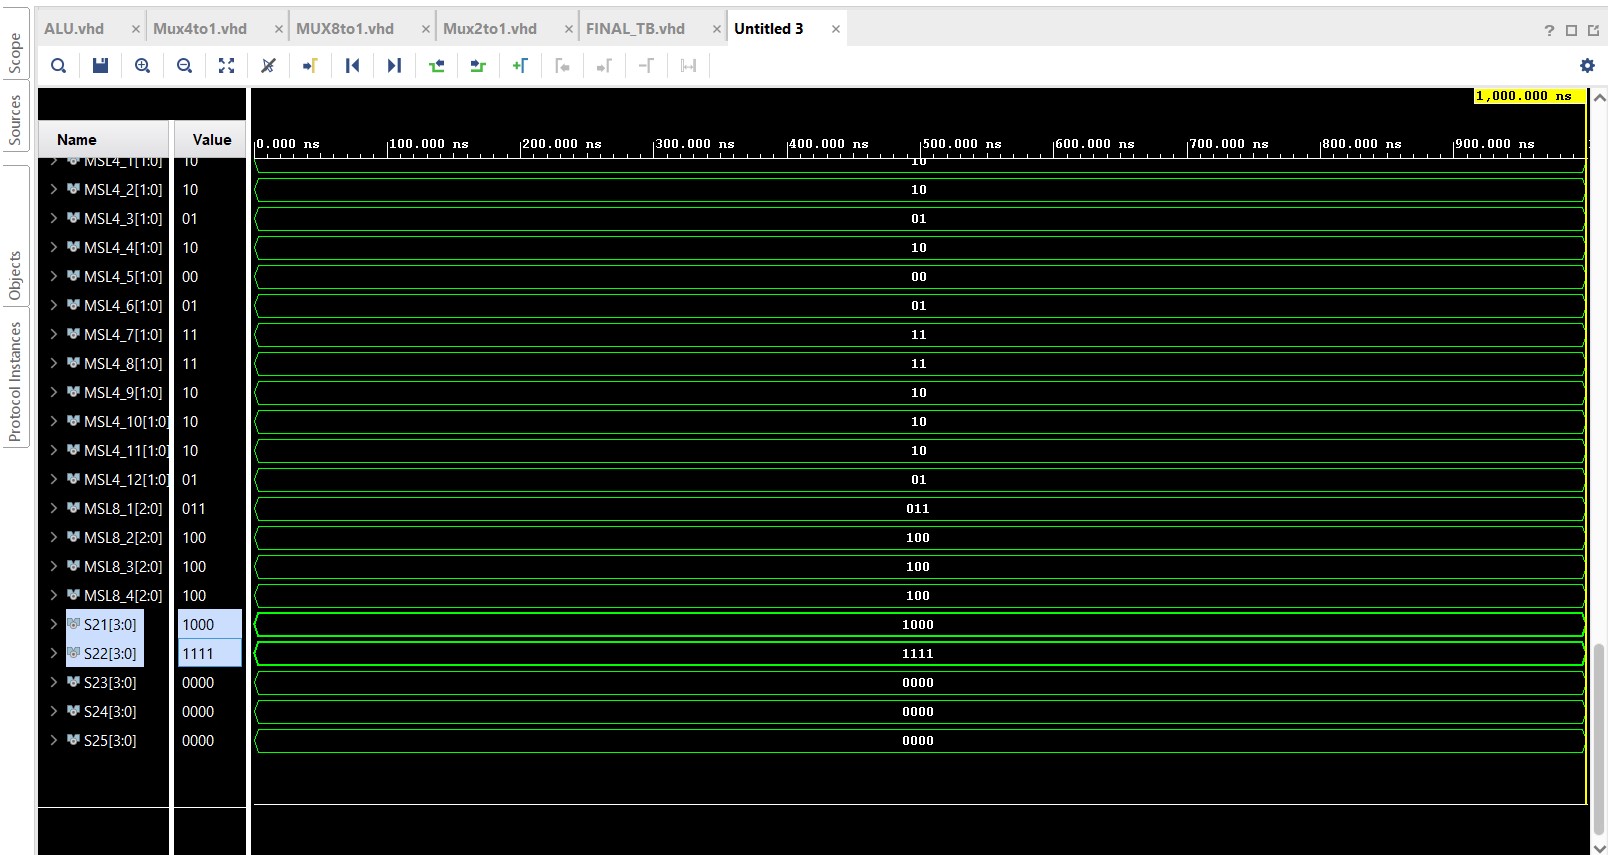 ALU.vhd × Mux4to1.vhd × MUX8to1.vhd × Mux2to1.vhd × FINAL_TB.vhd × Untitled 3 × ?
Scope
Sources
Objects
Protocol Instances
1,000.000 ns
Name Value 0.000 ns 100.000 ns 200.000 ns 300.000 ns 400.000 ns 500.000 ns 600.000 ns 700.000 ns 800.000 ns 900.000 ns
MSL4_1[1:0] 10 10
MSL4_2[1:0] 10 10
MSL4_3[1:0] 01 01
MSL4_4[1:0] 10 10
MSL4_5[1:0] 00 00
MSL4_6[1:0] 01 01
MSL4_7[1:0] 11 11
MSL4_8[1:0] 11 11
MSL4_9[1:0] 10 10
MSL4_10[1:0] 10 10
MSL4_11[1:0] 10 10
MSL4_12[1:0] 01 01
MSL8_1[2:0] 011 011
MSL8_2[2:0] 100 100
MSL8_3[2:0] 100 100
MSL8_4[2:0] 100 100
S21[3:0] 1000 1000
S22[3:0] 1111 1111
S23[3:0] 0000 0000
S24[3:0] 0000 0000
S25[3:0] 0000 0000